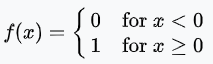 f(x) = { 0 for x < 0
1 for x ≥ 0